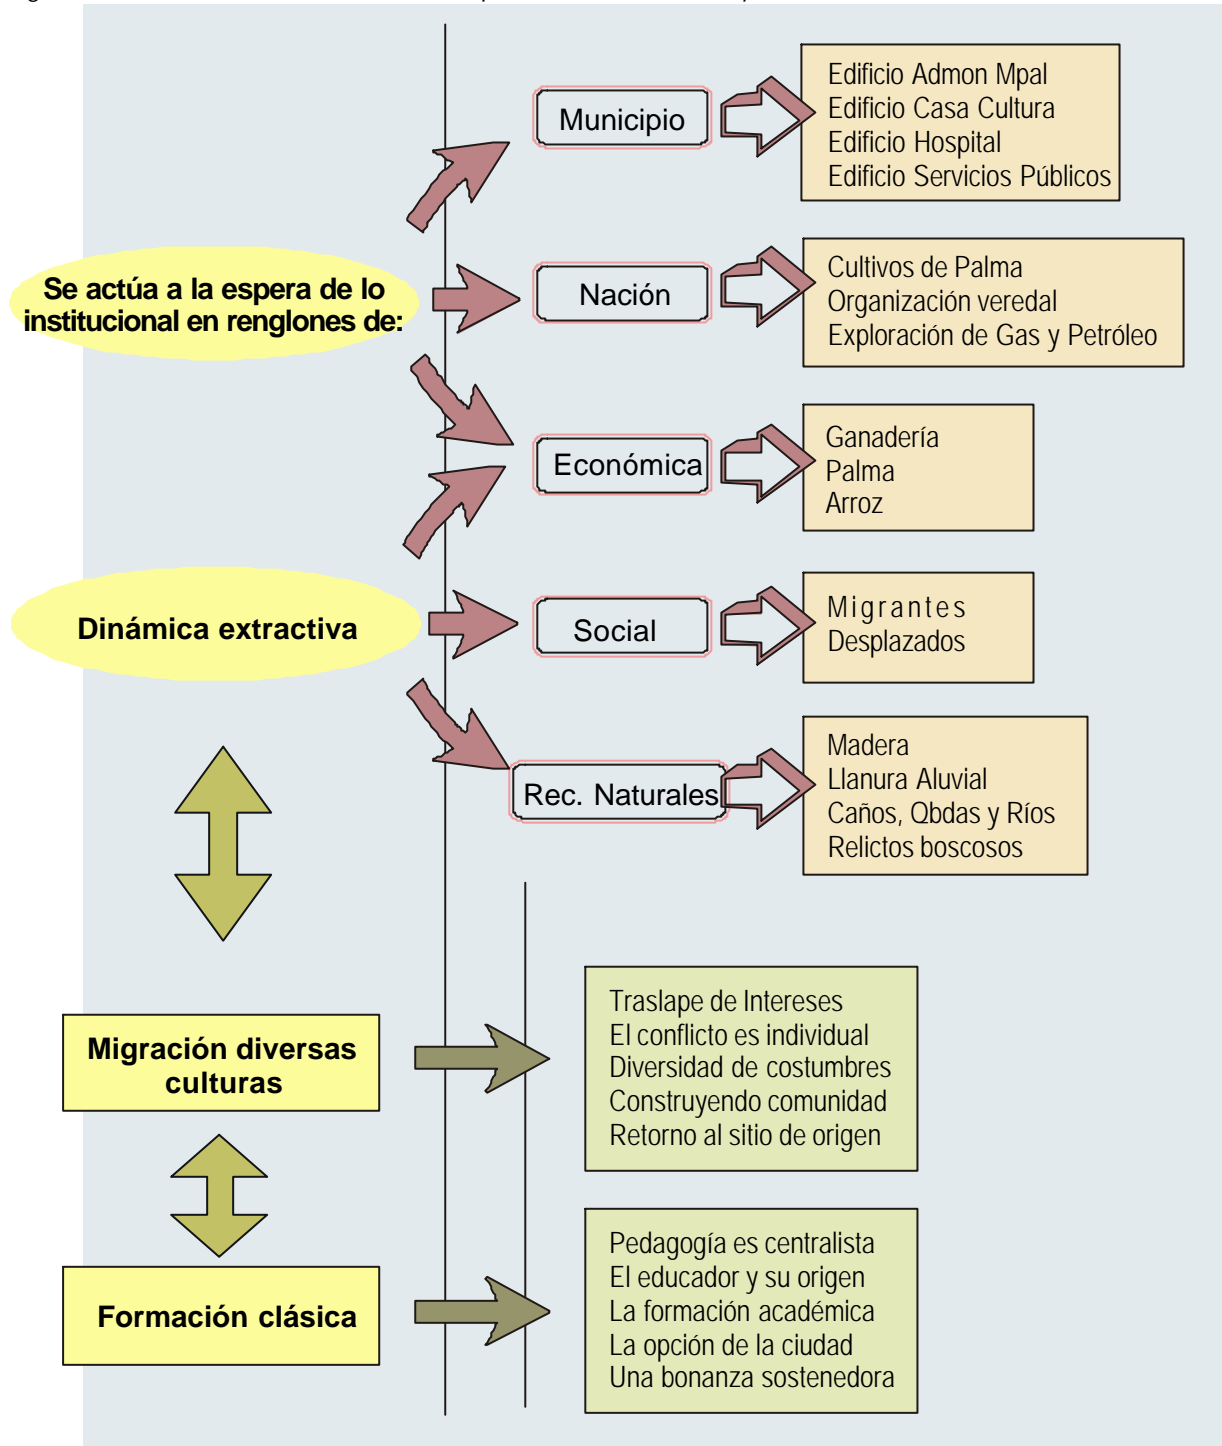 Municipio
Edificio Admon Mpal
Edificio Casa Cultura
Edificio Hospital
Edificio Servicios Públicos
Se actúa a la espera de lo
institucional en renglones de:
Nación
Cultivos de Palma
Organización veredal
Exploración de Gas y Petróleo
Económica
Ganadería
Palma
Arroz
Dinámica extractiva
Social
Migrantes
Desplazados
Rec. Naturales
Madera
Llanura Aluvial
Caños, Qbdas y Ríos
Relictos boscosos
Migración diversas
culturas
Traslape de Intereses
El conflicto es individual
Diversidad de costumbres
Construyendo comunidad
Retorno al sitio de origen
Formación clásica
Pedagogía es centralista
El educador y su origen
La formación académica
La opción de la ciudad
Una bonanza sostenedora